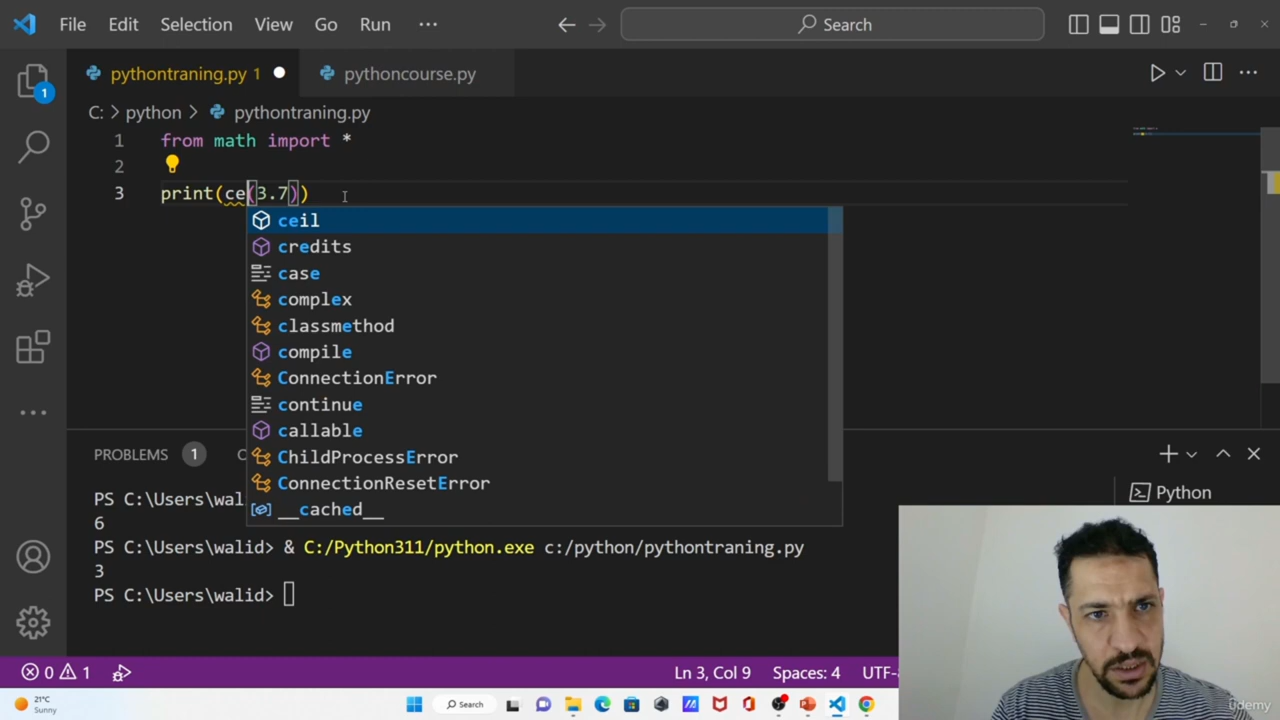 File Edit Selection View Go Run ··· Search
pythontraning.py 1 pythoncourse.py
C: > python > pythontraning.py
1 from math import *
2
3 print(ce(3.7))
ceil
credits
case
complex
classmethod
compile
ConnectionError
continue
callable
ChildProcessError
ConnectionResetError
__cached__
PROBLEMS 1
Python
PS C:\Users\wal
6
PS C:\Users\walid> & C:/Python311/python.exe c:/python/pythontraning.py
3
PS C:\Users\walid>
0 1 Ln 3, Col 9 Spaces: 4 UTF-
21°C
Sunny
Search
udemy